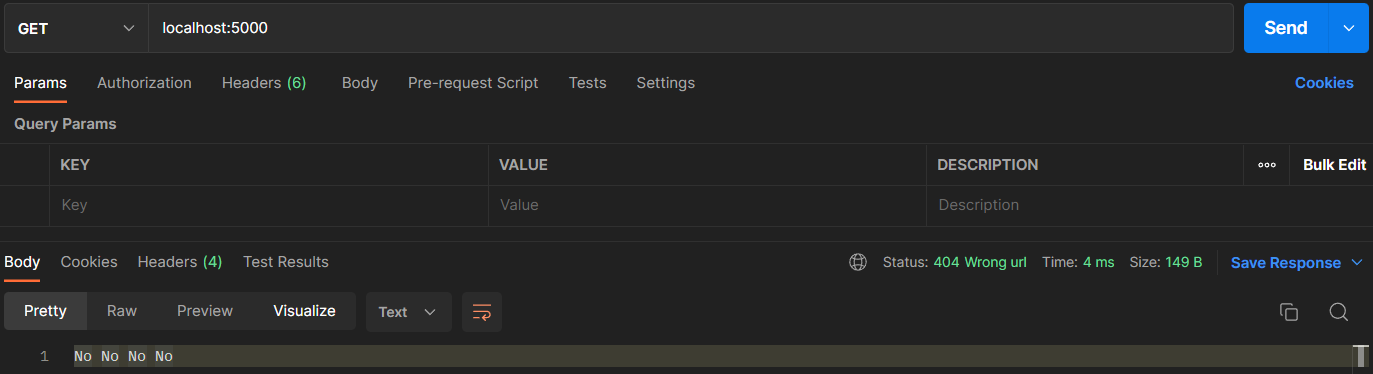 GET localhost:5000 Send
Params Authorization Headers (6) Body Pre-request Script Tests Settings Cookies
Query Params
KEY VALUE DESCRIPTION Bulk Edit
Key Value Description
Body Cookies Headers (4) Test Results Status: 404 Wrong url Time: 4 ms Size: 149 B Save Response
Pretty Raw Preview Visualize Text
1 No No No No